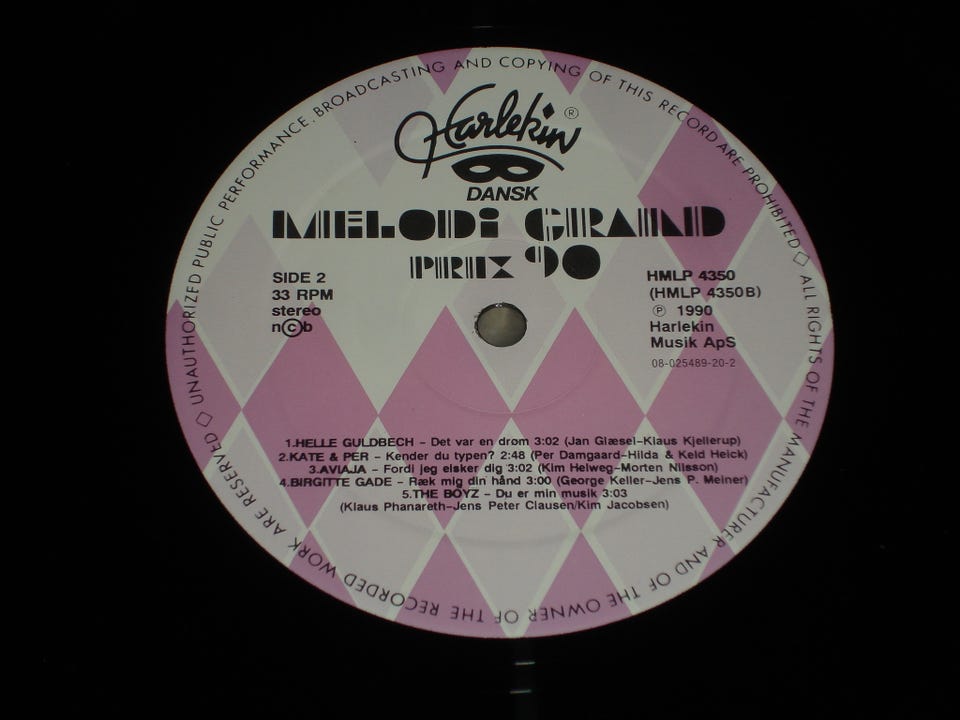 UNAUTHORIZED PUBLIC PERFORMANCE. BROADCASTING AND COPYING OF THIS RECORD ARE PROHIBITED ◇ ALL RIGHTS OF THE MANUFACTURER AND OF THE OWNER OF THE RECORDED WORK ARE RESERVED ◇
Harlekin ®
DANSK
MELODi GRAND
PRIX 90
SIDE 2
33 RPM
stereo
n©b
HMLP 4350
(HMLP 4350B)
℗ 1990
Harlekin
Musik ApS
08-025489-20-2
1.HELLE GULDBECH – Det var en drøm 3:02 (Jan Glæsel–Klaus Kjellerup)
2.KATE & PER – Kender du typen? 2:48 (Per Damgaard–Hilda & Keld Heick)
3.AVIAJA – Fordi jeg elsker dig 3:02 (Kim Helweg–Morten Nilsson)
4.BIRGITTE GADE – Ræk mig din hånd 3:00 (George Keller–Jens P. Meiner)
5.THE BOYZ – Du er min musik 3:03
(Klaus Phanareth–Jens Peter Clausen/Kim Jacobsen)